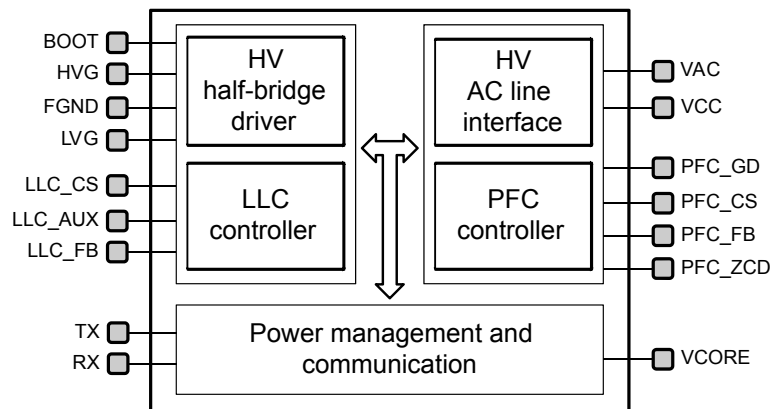 BOOT
HVG
FGND
LVG
LLC_CS
LLC_AUX
LLC_FB
TX
RX
HV
half-bridge
driver
LLC
controller
HV
AC line
interface
PFC
controller
Power management and
communication
VAC
VCC
PFC_GD
PFC_CS
PFC_FB
PFC_ZCD
VCORE